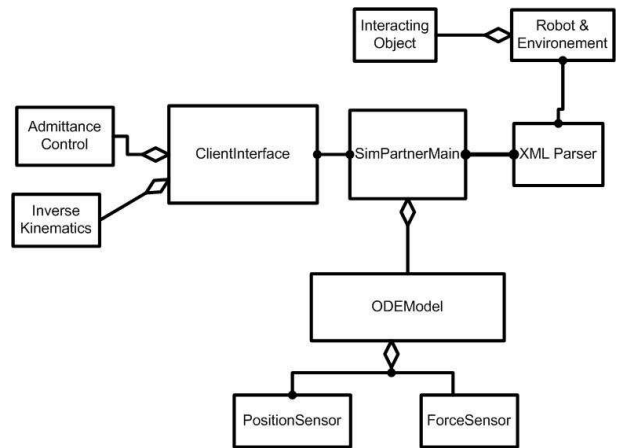 Interacting
Object
Robot &
Environement
Admittance
Control
ClientInterface
SimPartnerMain
XML Parser
Inverse
Kinematics
ODEModel
PositionSensor
ForceSensor